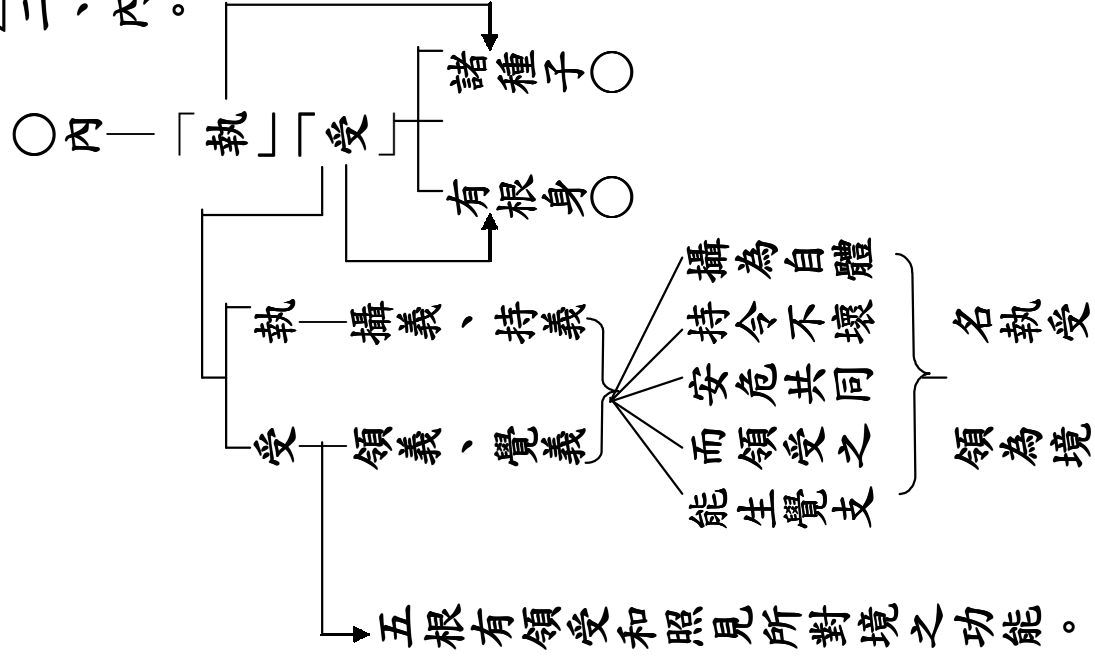 三、內。
○內「執」「受」
諸種子○
有根身○
執 攝義、持義
受 領義、覺義
攝為自體
持令不壞
安危共同
而領受之
能生覺支
名執受
領為境
五根有領受和照見所對境之功能。